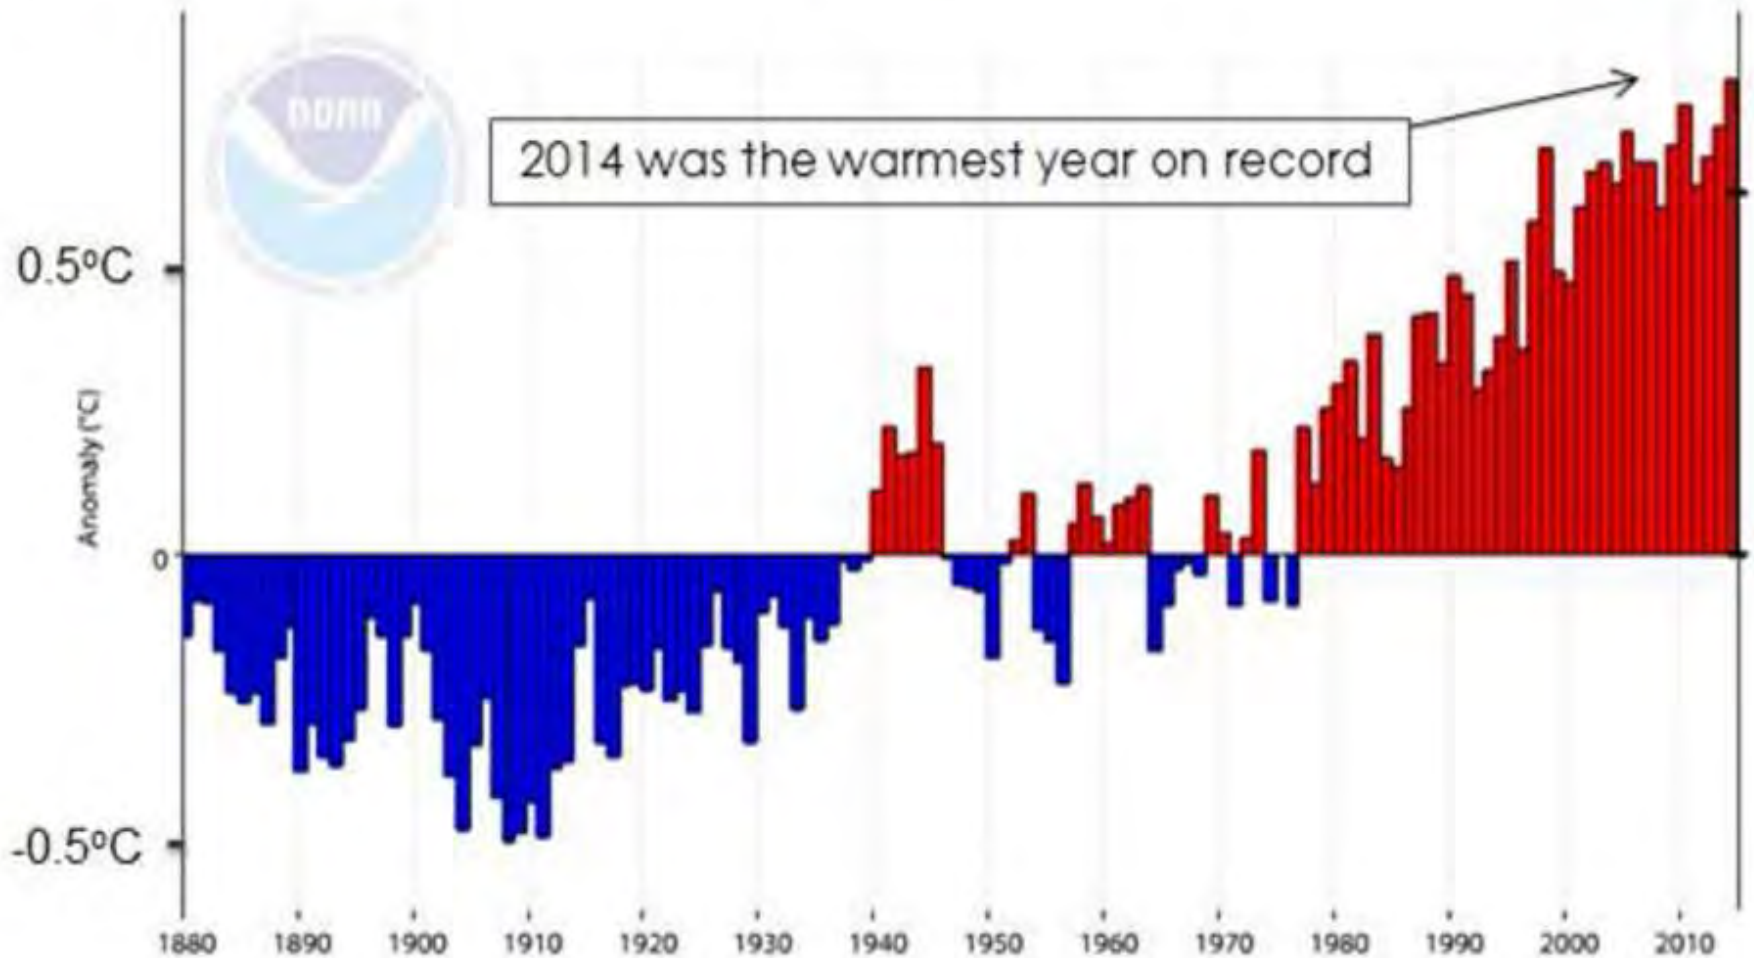 noaa
2014 was the warmest year on record
0.5°C
Anomaly (°C)
0
-0.5°C
1880 1890 1900 1910 1920 1930 1940 1950 1960 1970 1980 1990 2000 2010